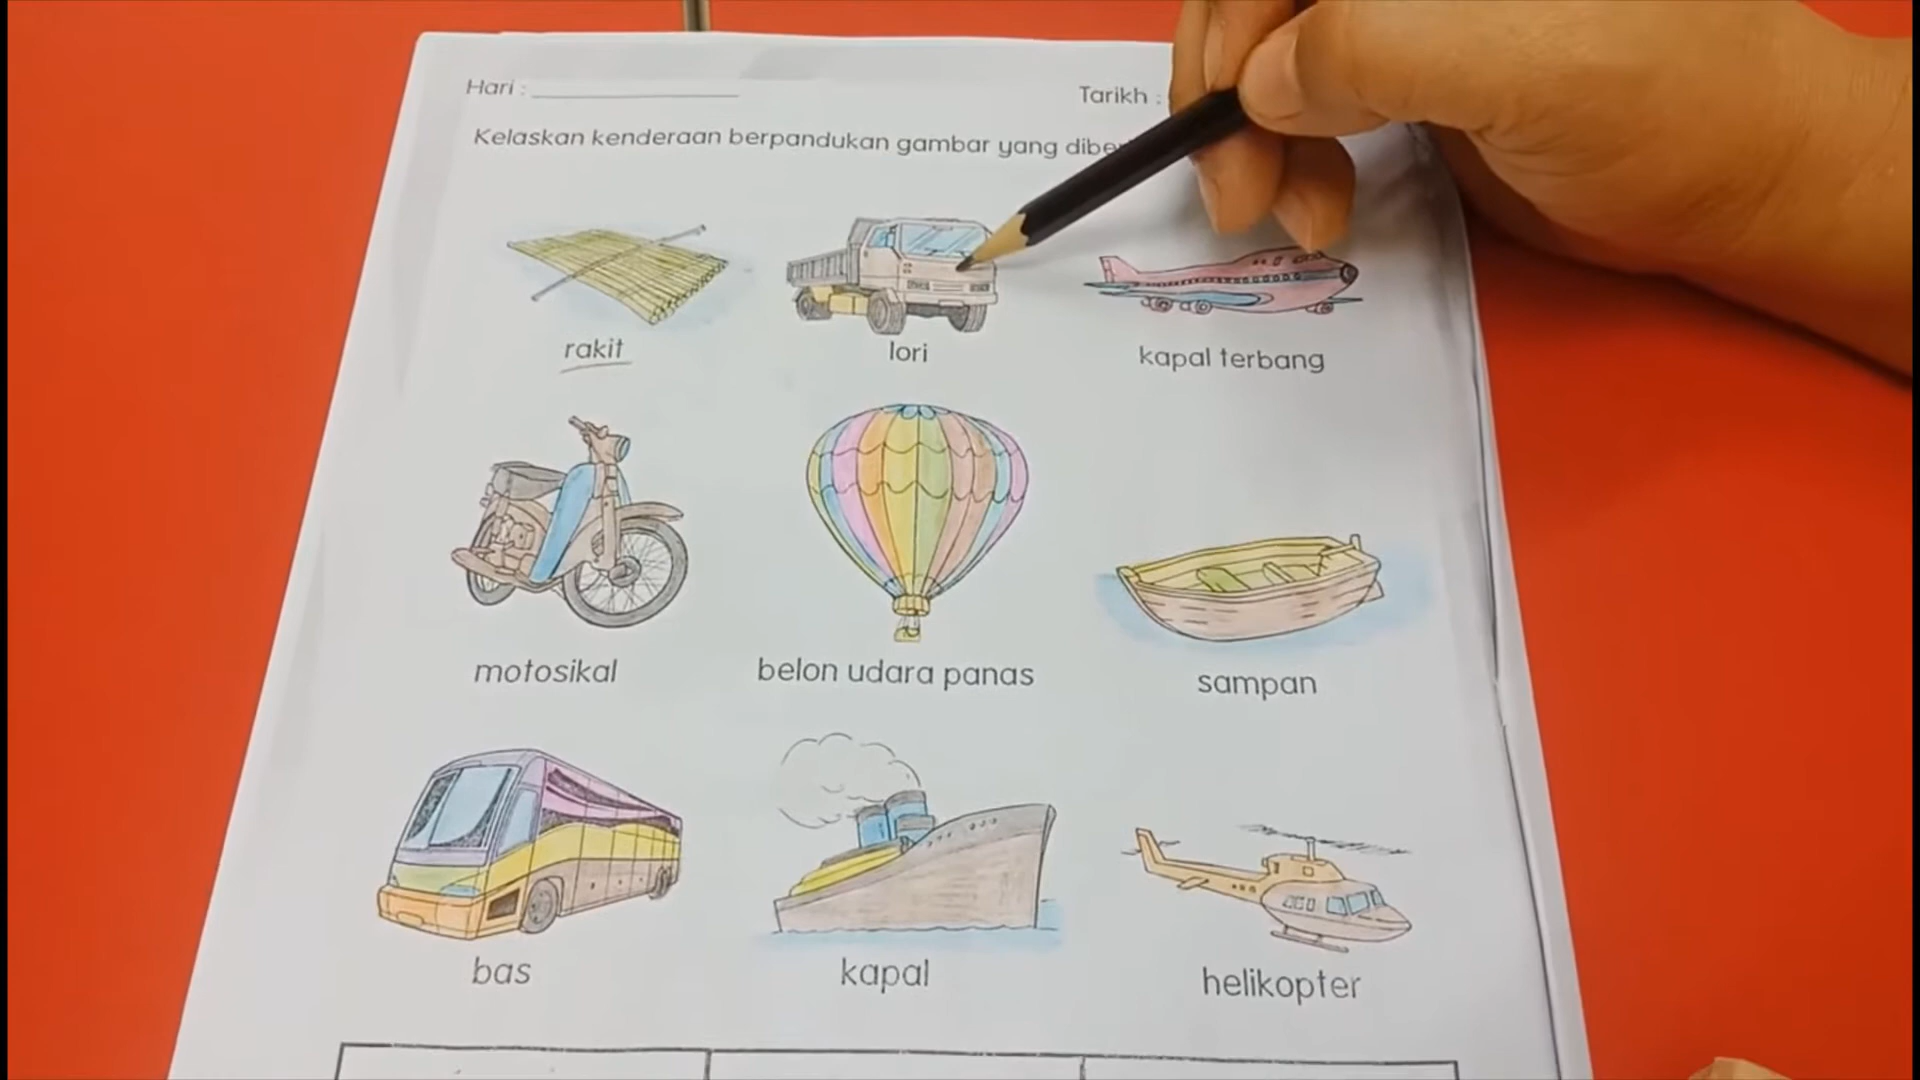 Hari :
Tarikh :
Kelaskan kenderaan berpandukan gambar yang
rakit
lori
kapal terbang
motosikal
belon udara panas
sampan
bas
kapal
helikopter